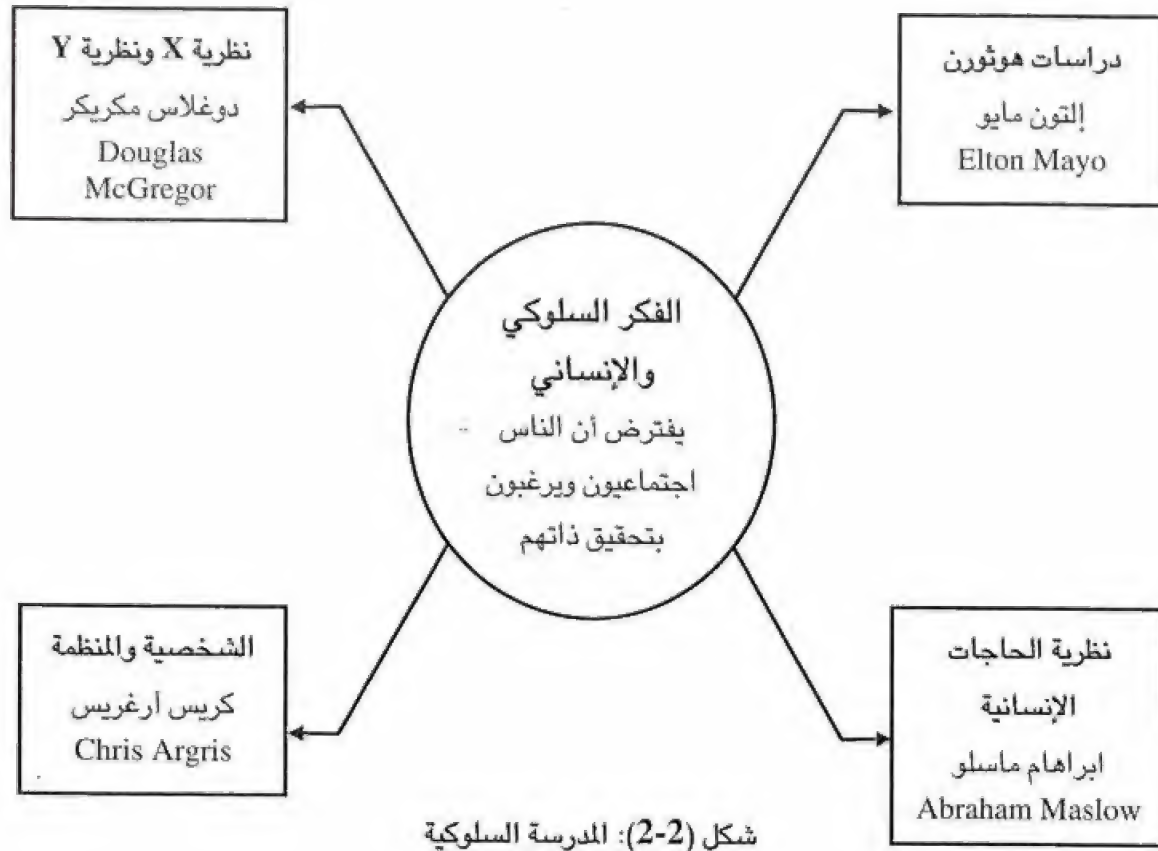 دراسات هوثورن
إلتون مايو
Elton Mayo
نظرية X ونظرية Y
دوغلاس مكريكر
Douglas
McGregor
الفكر السلوكي
والإنساني
يفترض أن الناس
اجتماعيون ويرغبون
بتحقيق ذاتهم
نظرية الحاجات
الإنسانية
ابراهام ماسلو
Abraham Maslow
الشخصية والمنظمة
كريس أرغريس
Chris Argris
شكل (2-2): المدرسة السلوكية